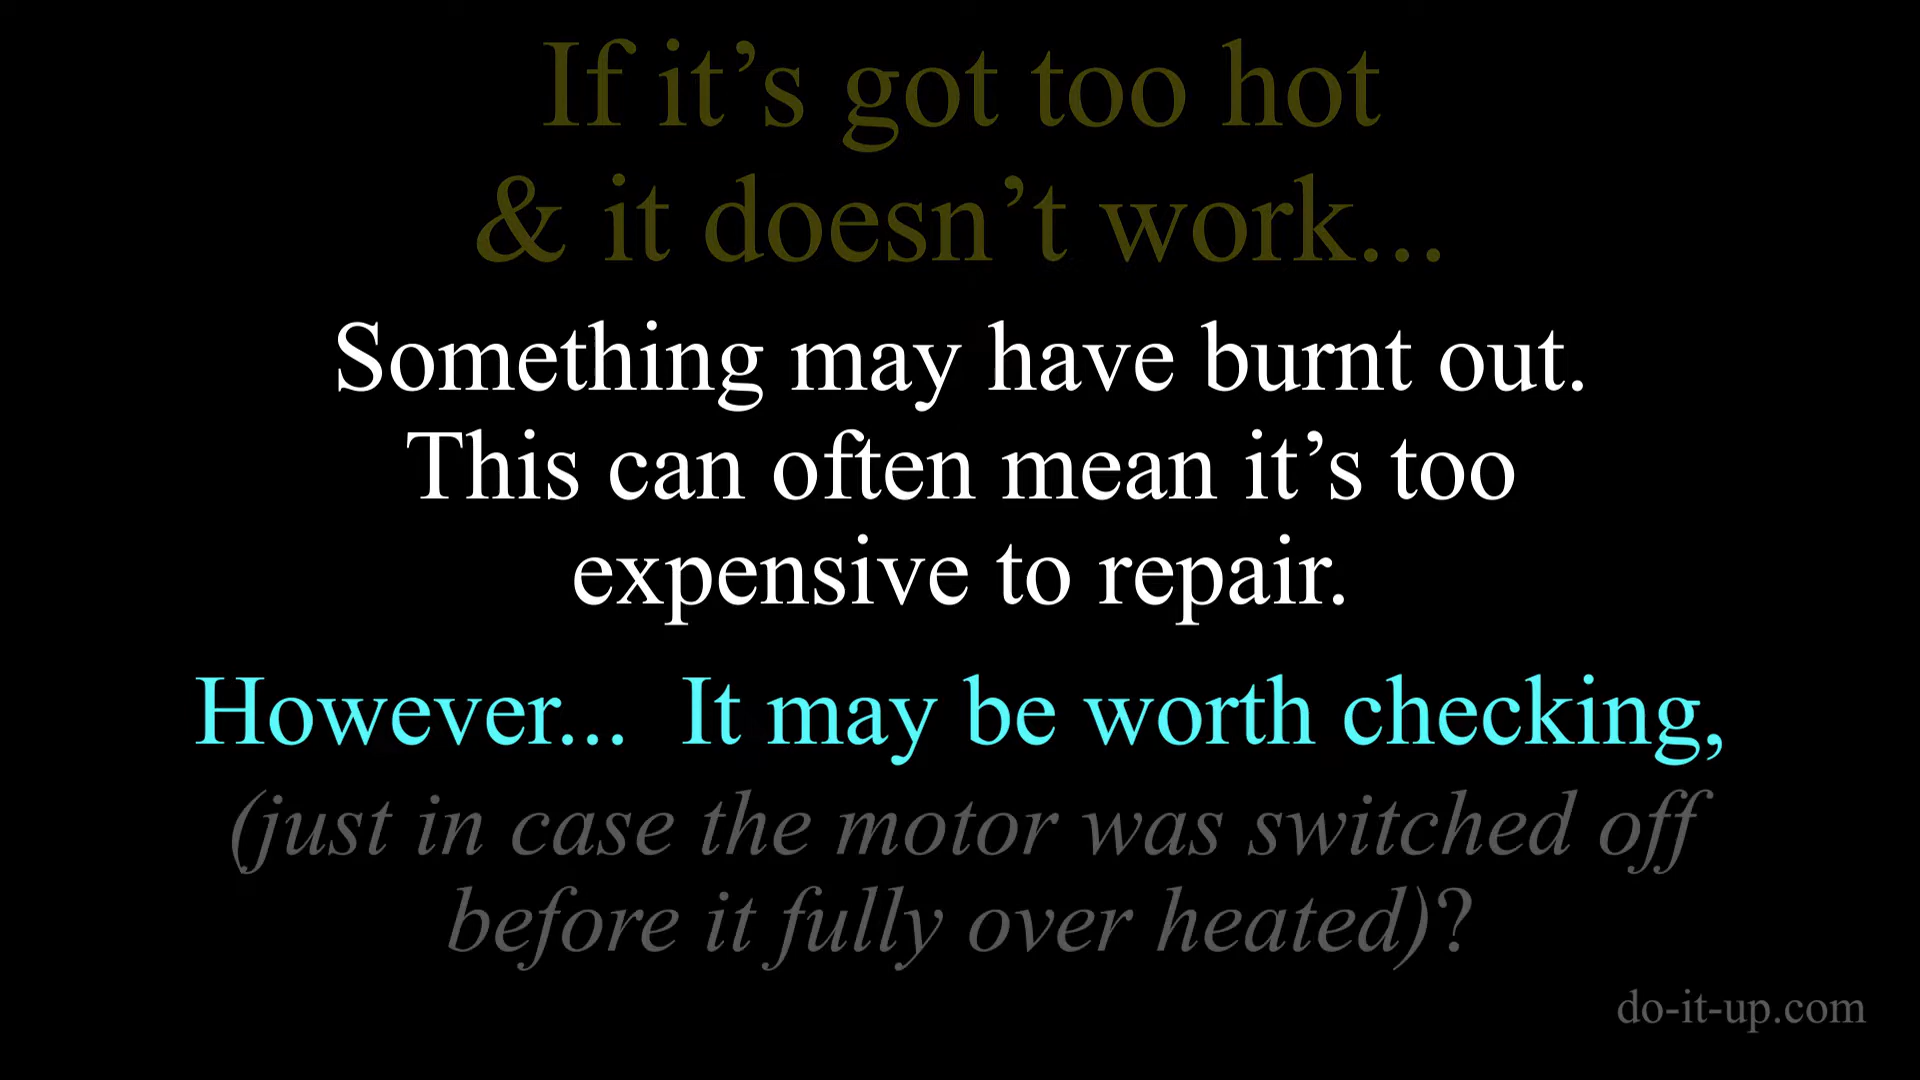 If it’s got too hot
& it doesn’t work...
Something may have burnt out.
This can often mean it’s too
expensive to repair.
However...  It may be worth checking,
(just in case the motor was switched off
before it fully over heated)?
do-it-up.com